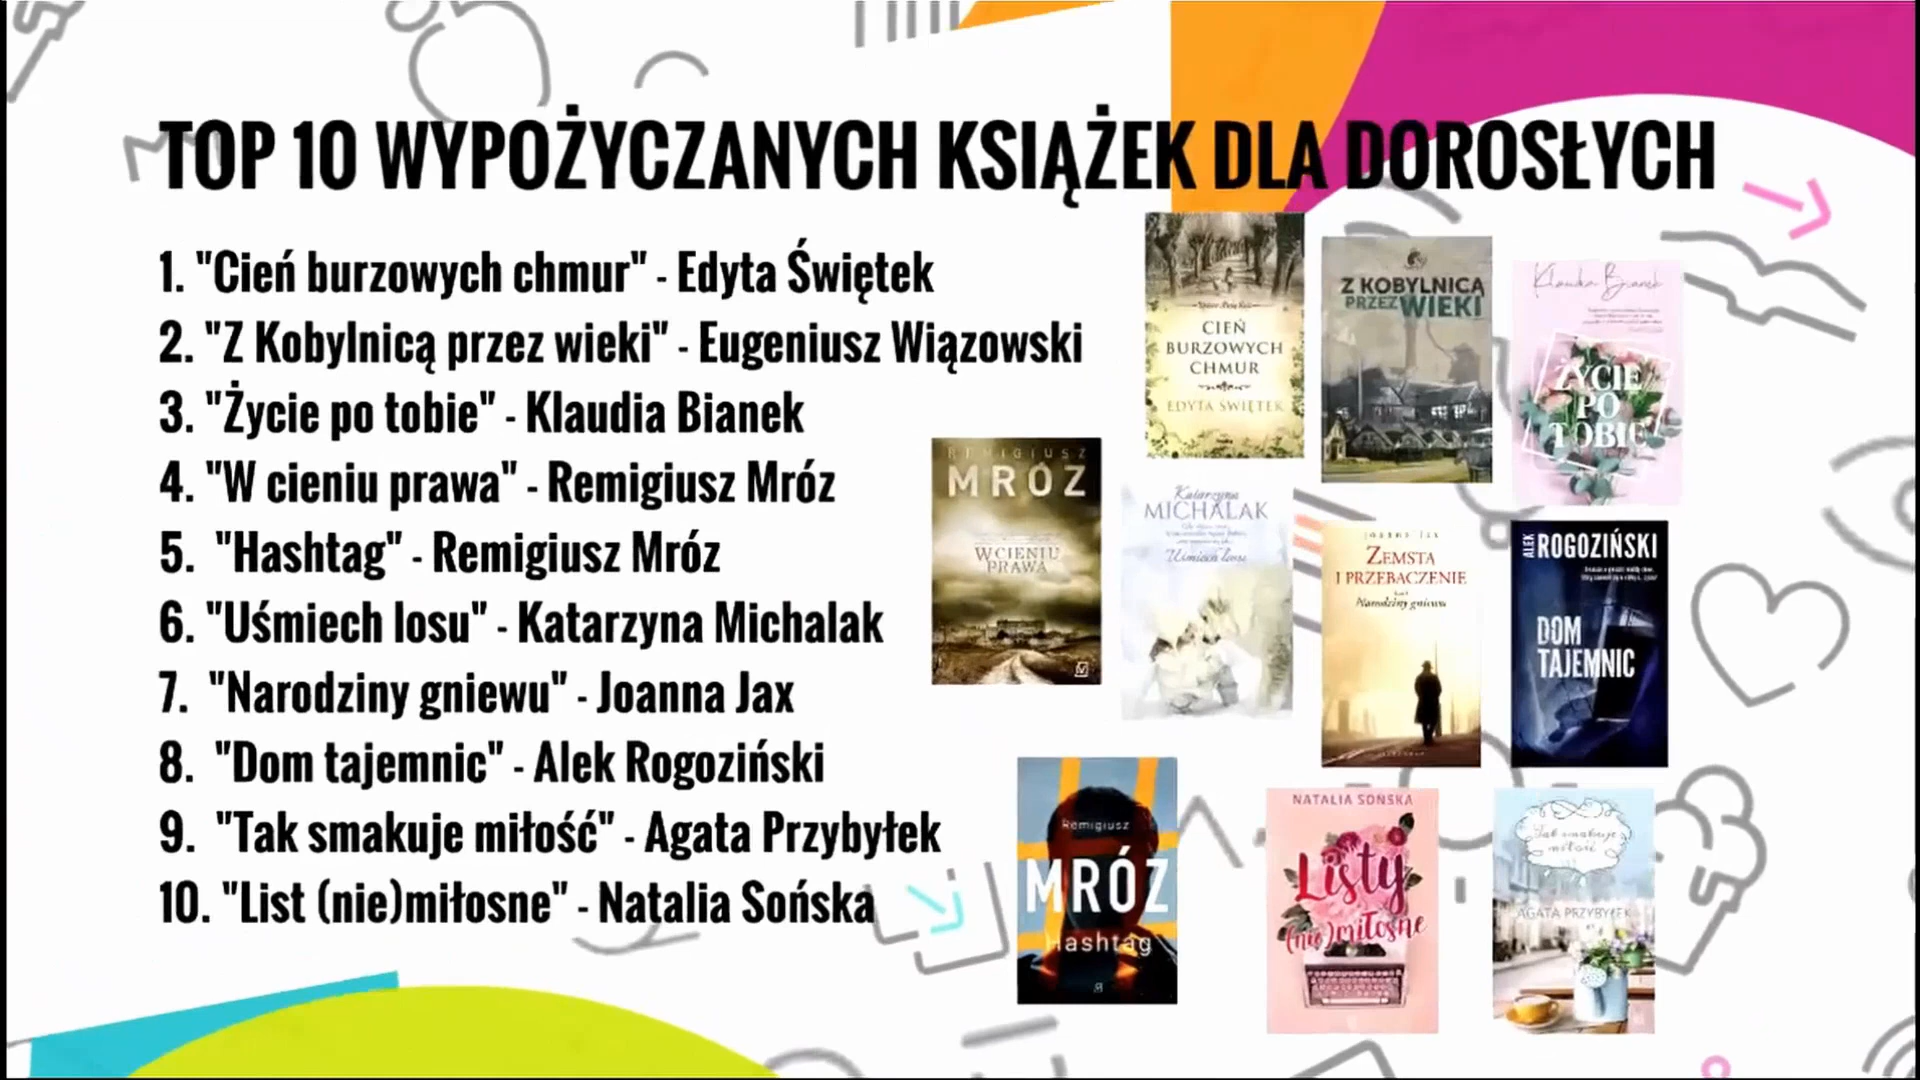 TOP 10 WYPOŻYCZANYCH KSIĄŻEK DLA DOROSŁYCH
1. "Cień burzowych chmur" - Edyta Świętek
2. "Z Kobylnicą przez wieki" - Eugeniusz Wiązowski
3. "Życie po tobie" - Klaudia Bianek
4. "W cieniu prawa" - Remigiusz Mróz
5. "Hashtag" - Remigiusz Mróz
6. "Uśmiech losu" - Katarzyna Michalak
7. "Narodziny gniewu" - Joanna Jax
8. "Dom tajemnic" - Alek Rogoziński
9. "Tak smakuje miłość" - Agata Przybyłek
10. "List (nie)miłosne" - Natalia Sońska
CIEŃ
BURZOWYCH
CHMUR
EDYTA ŚWIĘTEK
Z KOBYLNICĄ
PRZEZ WIEKI
Klaudia Bianek
ŻYCIE
PO
TOBIE
REMIGIUSZ
MRÓZ
W CIENIU
PRAWA
Katarzyna
MICHALAK
Uśmiech losu
JOANNA JAX
ZEMSTA
I PRZEBACZENIE
Narodziny gniewu
ALEK ROGOZIŃSKI
DOM
TAJEMNIC
Remigiusz
MRÓZ
Hashtag
NATALIA SOŃSKA
Listy
(nie)miłosne
Tak smakuje
miłość
AGATA PRZYBYŁEK